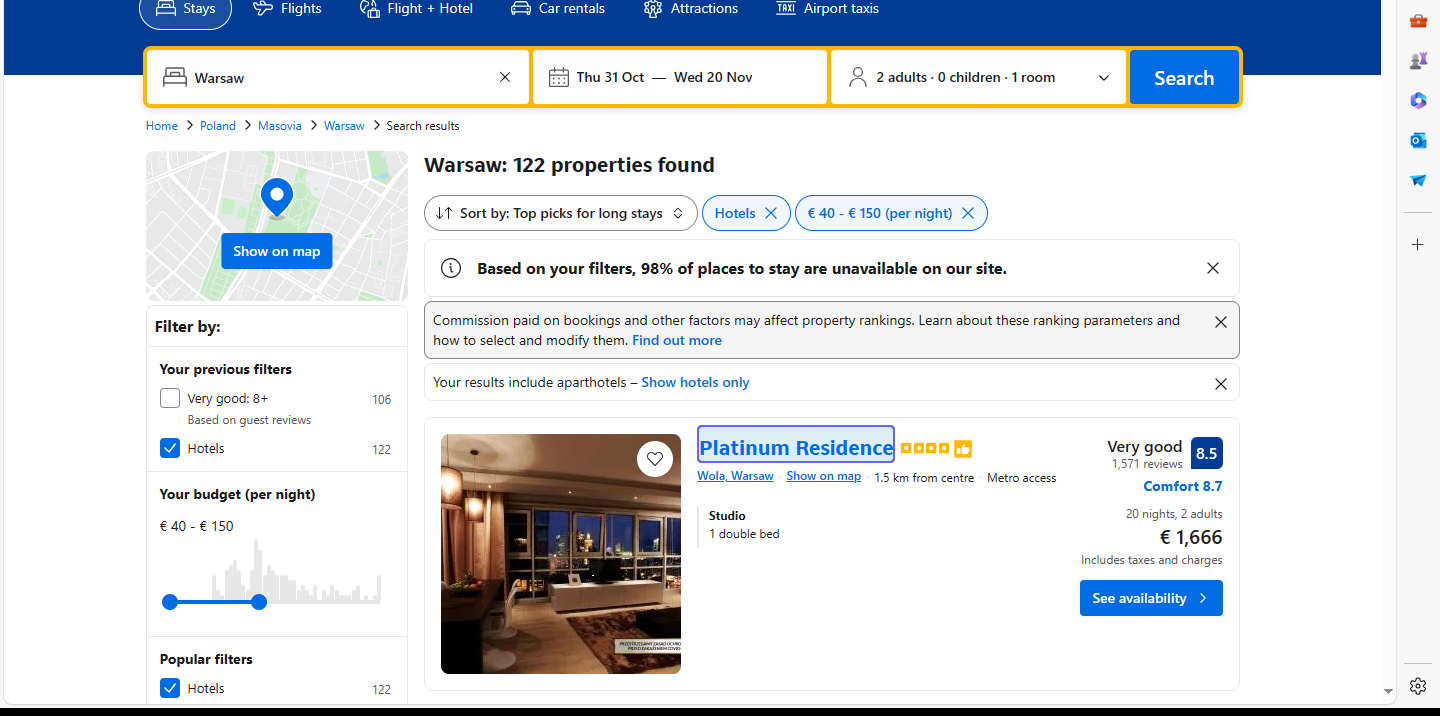 Stays
Flights
Flight + Hotel
Car rentals
Attractions
TAXI
Airport taxis
Warsaw
Thu 31 Oct — Wed 20 Nov
2 adults · 0 children · 1 room
Search
Home > Poland > Masovia > Warsaw > Search results
Show on map
Filter by:
Your previous filters
Very good: 8+ 106
Based on guest reviews
Hotels 122
Your budget (per night)
€ 40 - € 150
Popular filters
Hotels 122
Warsaw: 122 properties found
Sort by: Top picks for long stays
Hotels
€ 40 - € 150 (per night)
Based on your filters, 98% of places to stay are unavailable on our site.
Commission paid on bookings and other factors may affect property rankings. Learn about these ranking parameters and
how to select and modify them. Find out more
Your results include aparthotels – Show hotels only
Platinum Residence
Wola, Warsaw · Show on map · 1.5 km from centre · Metro access
Studio
1 double bed
Very good 8.5
1,571 reviews
Comfort 8.7
20 nights, 2 adults
€ 1,666
Includes taxes and charges
See availability